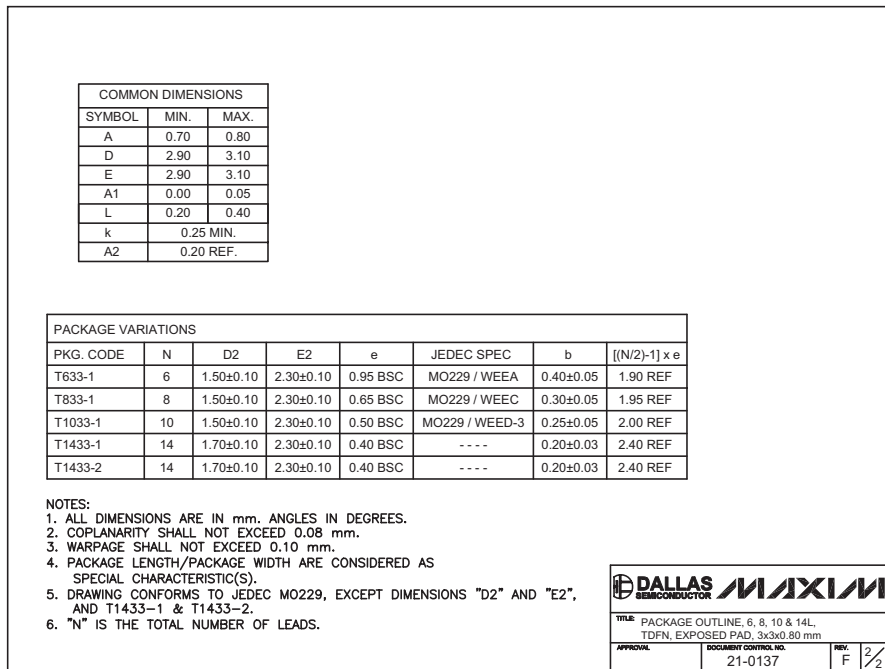 COMMON DIMENSIONS
SYMBOL MIN. MAX.
A 0.70 0.80
D 2.90 3.10
E 2.90 3.10
A1 0.00 0.05
L 0.20 0.40
k 0.25 MIN.
A2 0.20 REF.
PACKAGE VARIATIONS
PKG. CODE N D2 E2 e JEDEC SPEC b [(N/2)-1] x e
T633-1 6 1.50±0.10 2.30±0.10 0.95 BSC MO229 / WEEA 0.40±0.05 1.90 REF
T833-1 8 1.50±0.10 2.30±0.10 0.65 BSC MO229 / WEEC 0.30±0.05 1.95 REF
T1033-1 10 1.50±0.10 2.30±0.10 0.50 BSC MO229 / WEED-3 0.25±0.05 2.00 REF
T1433-1 14 1.70±0.10 2.30±0.10 0.40 BSC - - - - 0.20±0.03 2.40 REF
T1433-2 14 1.70±0.10 2.30±0.10 0.40 BSC - - - - 0.20±0.03 2.40 REF
NOTES:
1. ALL DIMENSIONS ARE IN mm. ANGLES IN DEGREES.
2. COPLANARITY SHALL NOT EXCEED 0.08 mm.
3. WARPAGE SHALL NOT EXCEED 0.10 mm.
4. PACKAGE LENGTH/PACKAGE WIDTH ARE CONSIDERED AS
SPECIAL CHARACTERISTIC(S).
5. DRAWING CONFORMS TO JEDEC MO229, EXCEPT DIMENSIONS "D2" AND "E2",
AND T1433-1 & T1433-2.
6. "N" IS THE TOTAL NUMBER OF LEADS.
DALLAS SEMICONDUCTOR MAXIM
TITLE: PACKAGE OUTLINE, 6, 8, 10 & 14L,
TDFN, EXPOSED PAD, 3x3x0.80 mm
APPROVAL DOCUMENT CONTROL NO. REV.
21-0137 F 2/2